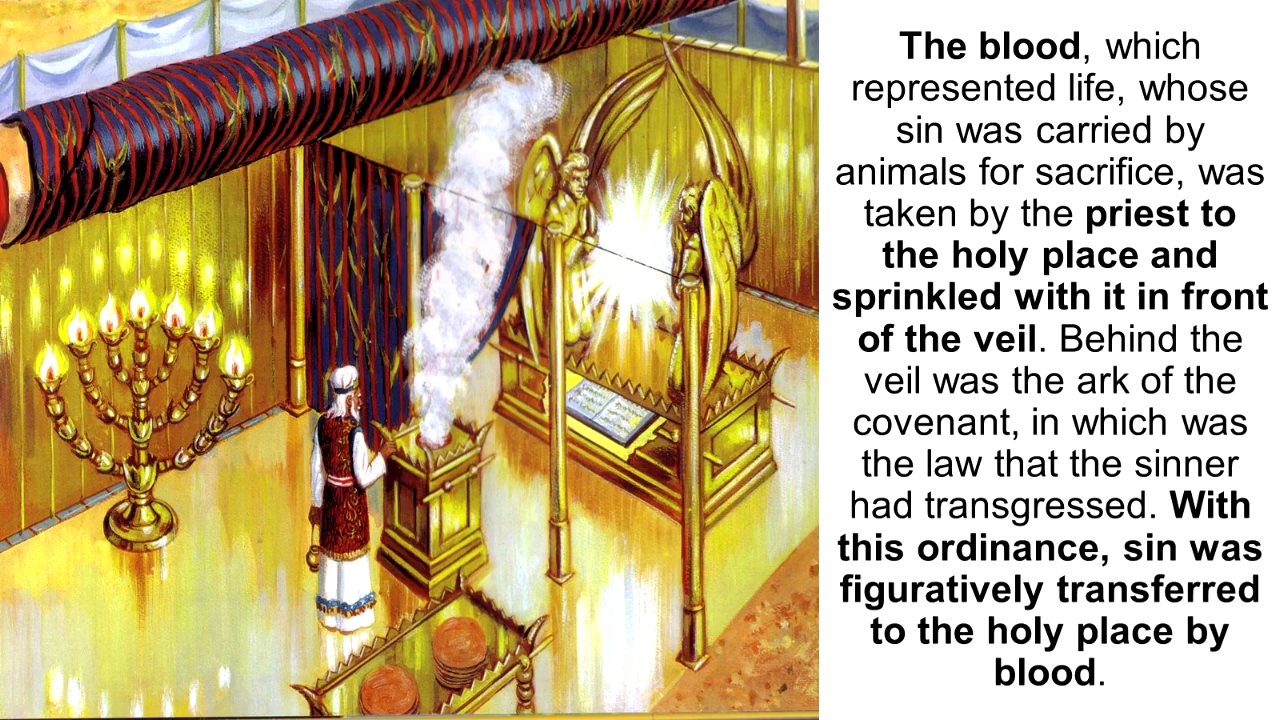 The blood, which
represented life, whose
sin was carried by
animals for sacrifice, was
taken by the priest to
the holy place and
sprinkled with it in front
of the veil. Behind the
veil was the ark of the
covenant, in which was
the law that the sinner
had transgressed. With
this ordinance, sin was
figuratively transferred
to the holy place by
blood.